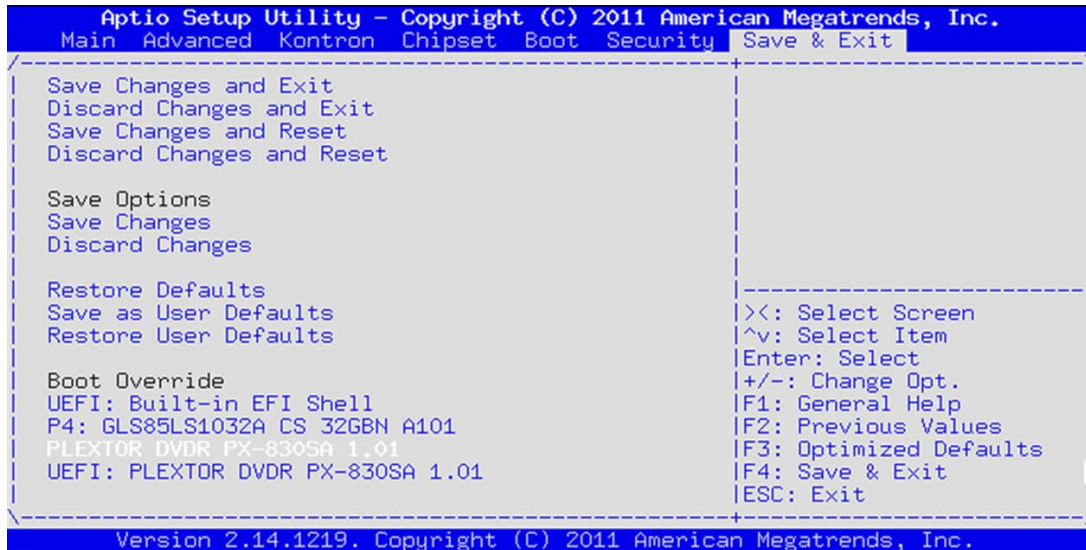 Aptio Setup Utility – Copyright (C) 2011 American Megatrends, Inc.
Main Advanced Kontron Chipset Boot Security Save & Exit
Save Changes and Exit
Discard Changes and Exit
Save Changes and Reset
Discard Changes and Reset
Save Options
Save Changes
Discard Changes
Restore Defaults
Save as User Defaults
Restore User Defaults
Boot Override
UEFI: Built-in EFI Shell
P4: GLS85LS1032A CS 32GBN A101
PLEXTOR DVDR PX-830SA 1.01
UEFI: PLEXTOR DVDR PX-830SA 1.01
><: Select Screen
^v: Select Item
Enter: Select
+/-: Change Opt.
F1: General Help
F2: Previous Values
F3: Optimized Defaults
F4: Save & Exit
ESC: Exit
Version 2.14.1219. Copyright (C) 2011 American Megatrends, Inc.